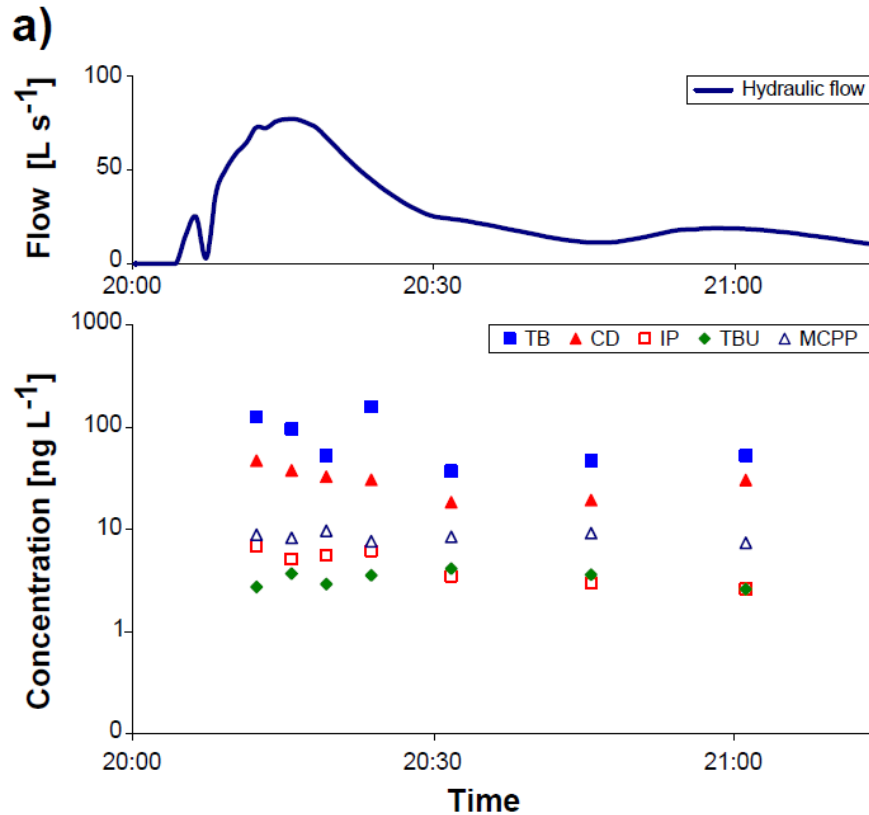 a)
Flow [L s-1]
100
50
0
Hydraulic flow
20:00 20:30 21:00
Concentration [ng L-1]
1000
100
10
1
0
TB CD IP TBU MCPP
20:00 20:30 21:00
Time